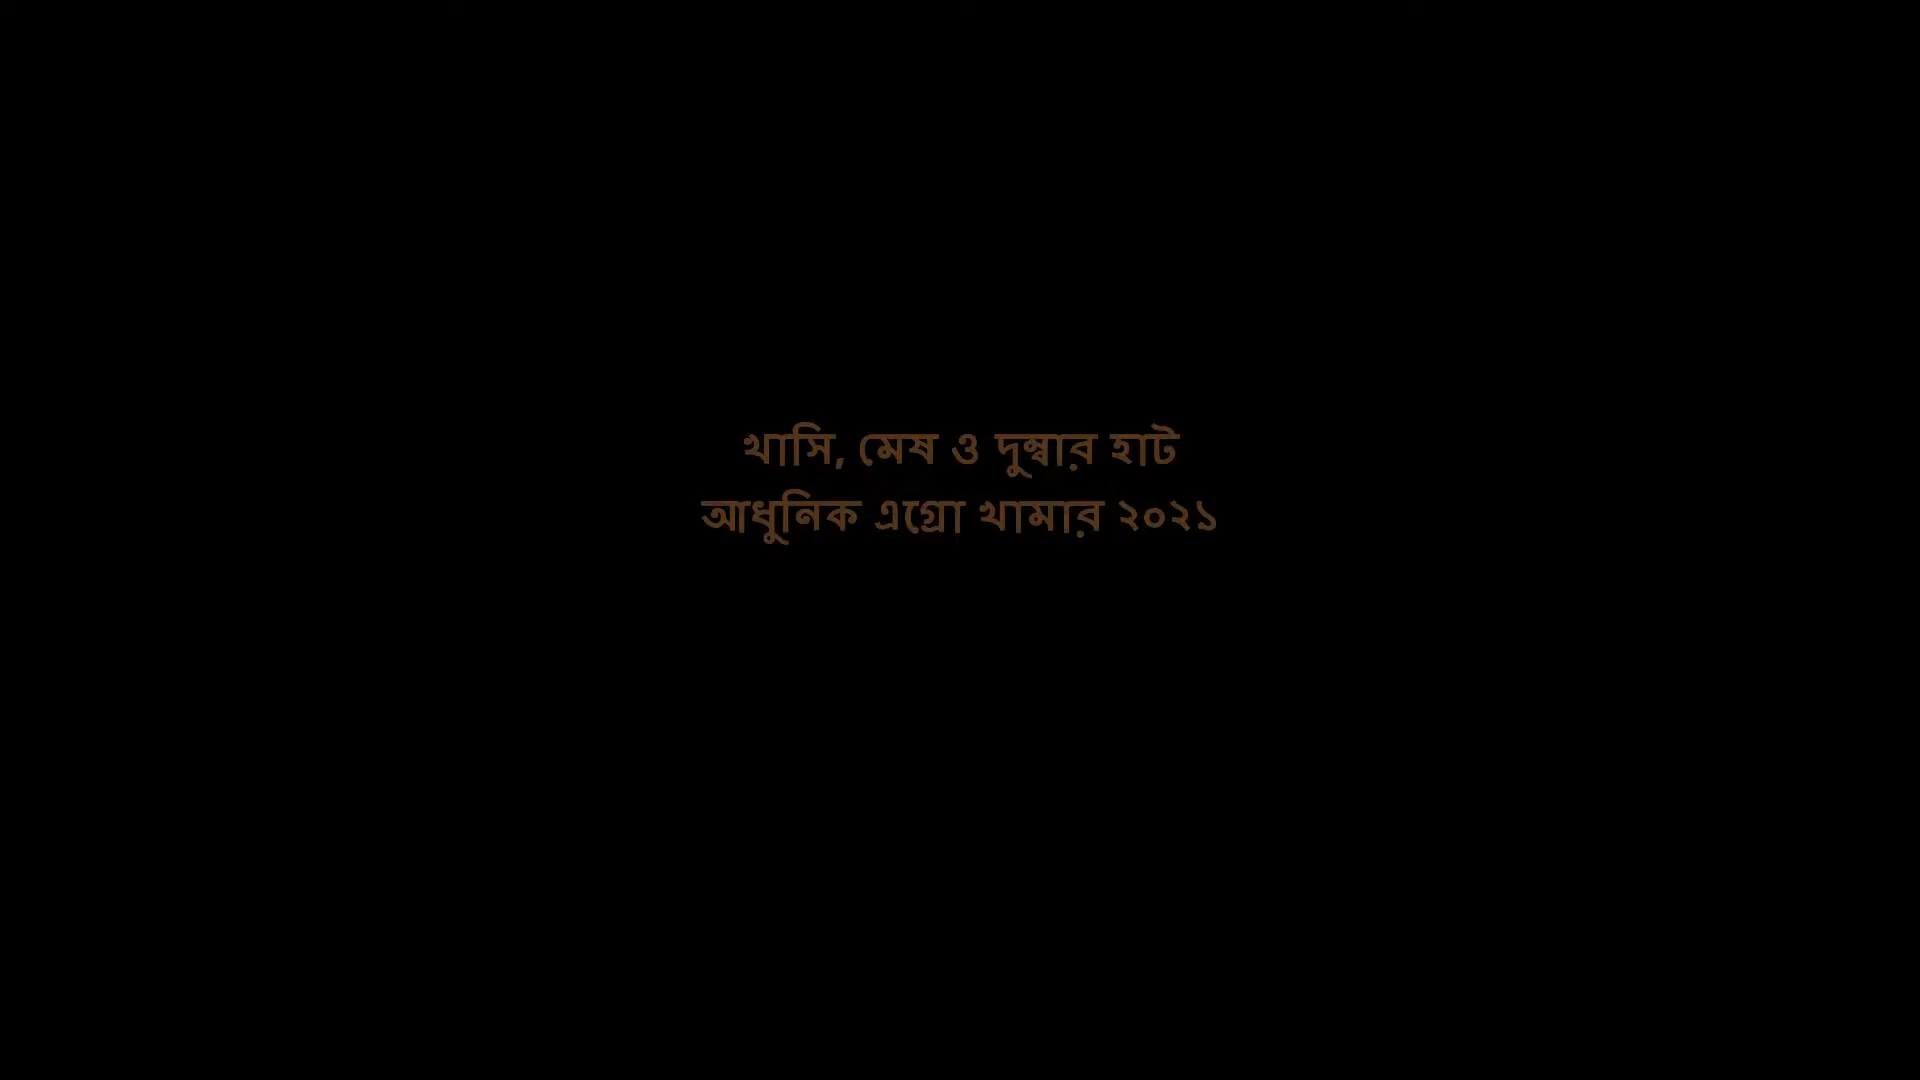 খাসি, মেষ ও দুম্বার হাট
আধুনিক এগ্রো খামার ২০২১